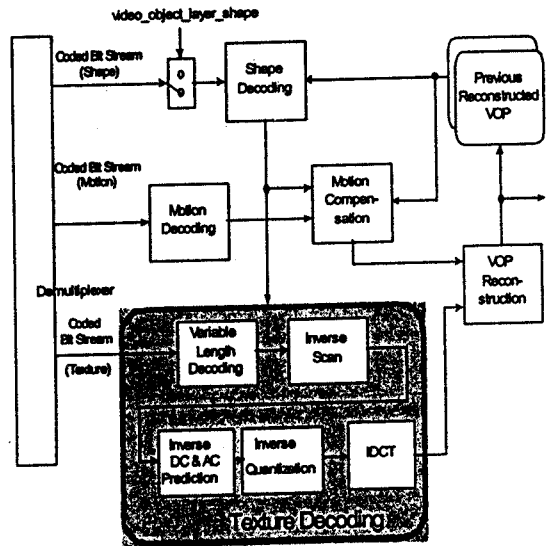 video_object_layer_shape
Coded Bit Stream
(Shape)
Shape
Decoding
Previous
Reconstructed
VOP
Coded Bit Stream
(Motion)
Motion
Decoding
Motion
Compen-
sation
VOP
Recon-
struction
Demultiplexer
Coded
Bit Stream
(Texture)
Variable
Length
Decoding
Inverse
Scan
Inverse
DC & AC
Prediction
Inverse
Quantization
IDCT
Texture Decoding